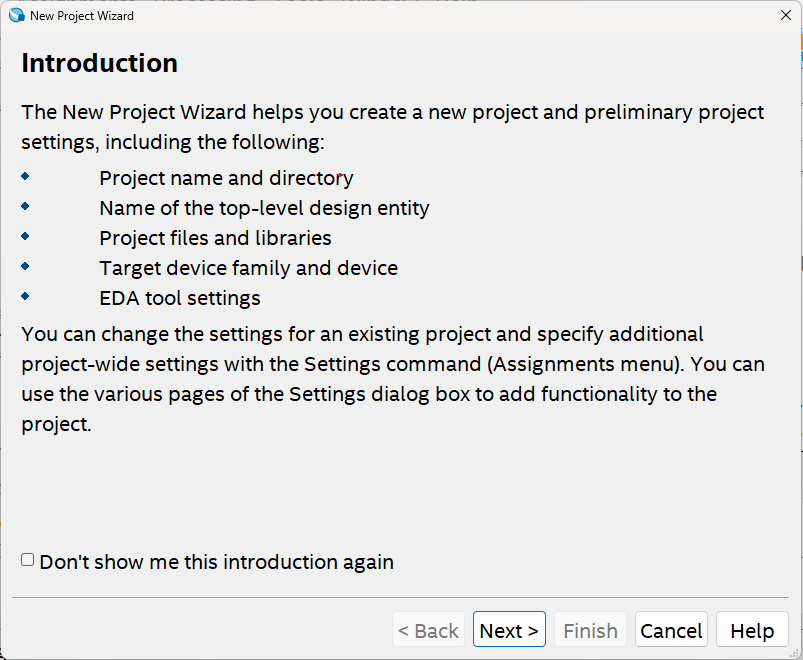 New Project Wizard
Introduction
The New Project Wizard helps you create a new project and preliminary project
settings, including the following:
Project name and directory
Name of the top-level design entity
Project files and libraries
Target device family and device
EDA tool settings
You can change the settings for an existing project and specify additional
project-wide settings with the Settings command (Assignments menu). You can
use the various pages of the Settings dialog box to add functionality to the
project.
Don't show me this introduction again
< Back Next > Finish Cancel Help